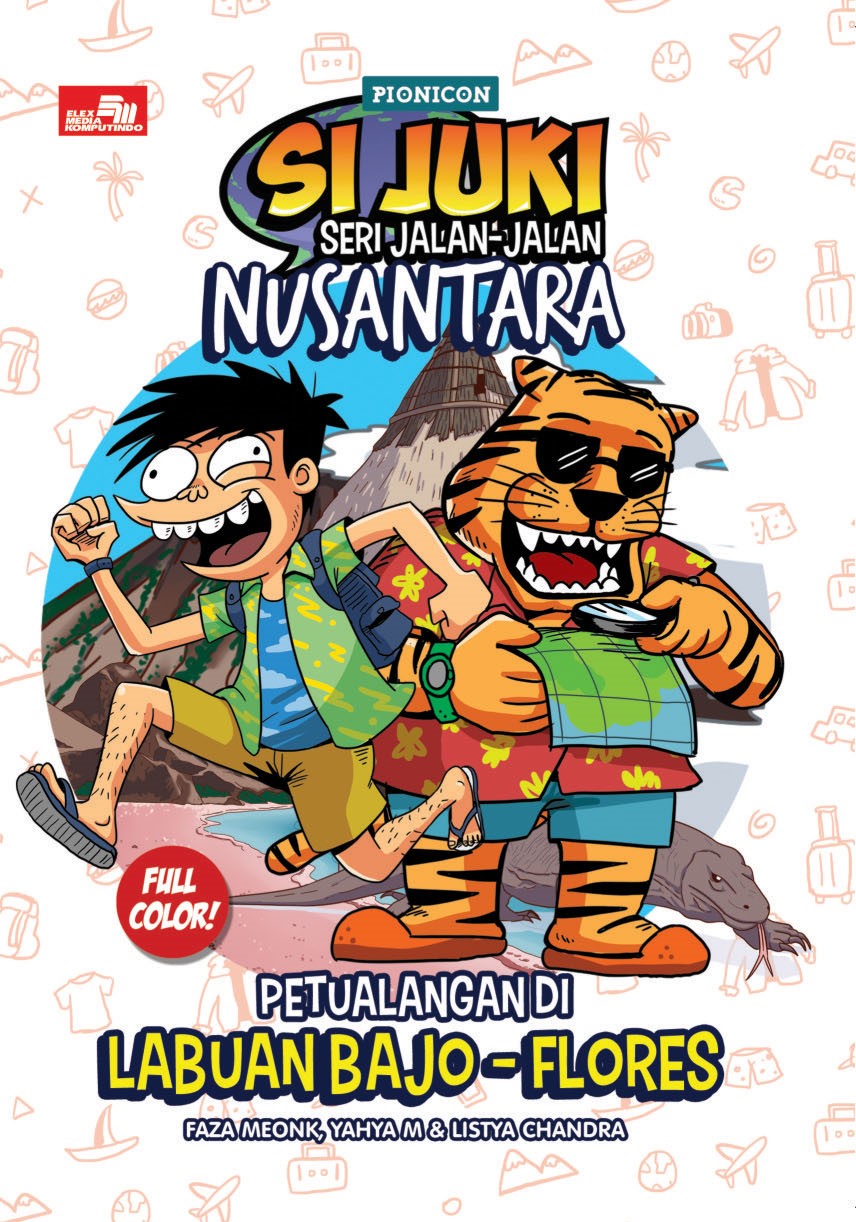 PIONICON
ELEX
MEDIA
KOMPUTINDO
SI JUKI
SERI JALAN-JALAN
NUSANTARA
FULL
COLOR!
PETUALANGAN DI
LABUAN BAJO - FLORES
FAZA MEONK, YAHYA M & LISTYA CHANDRA